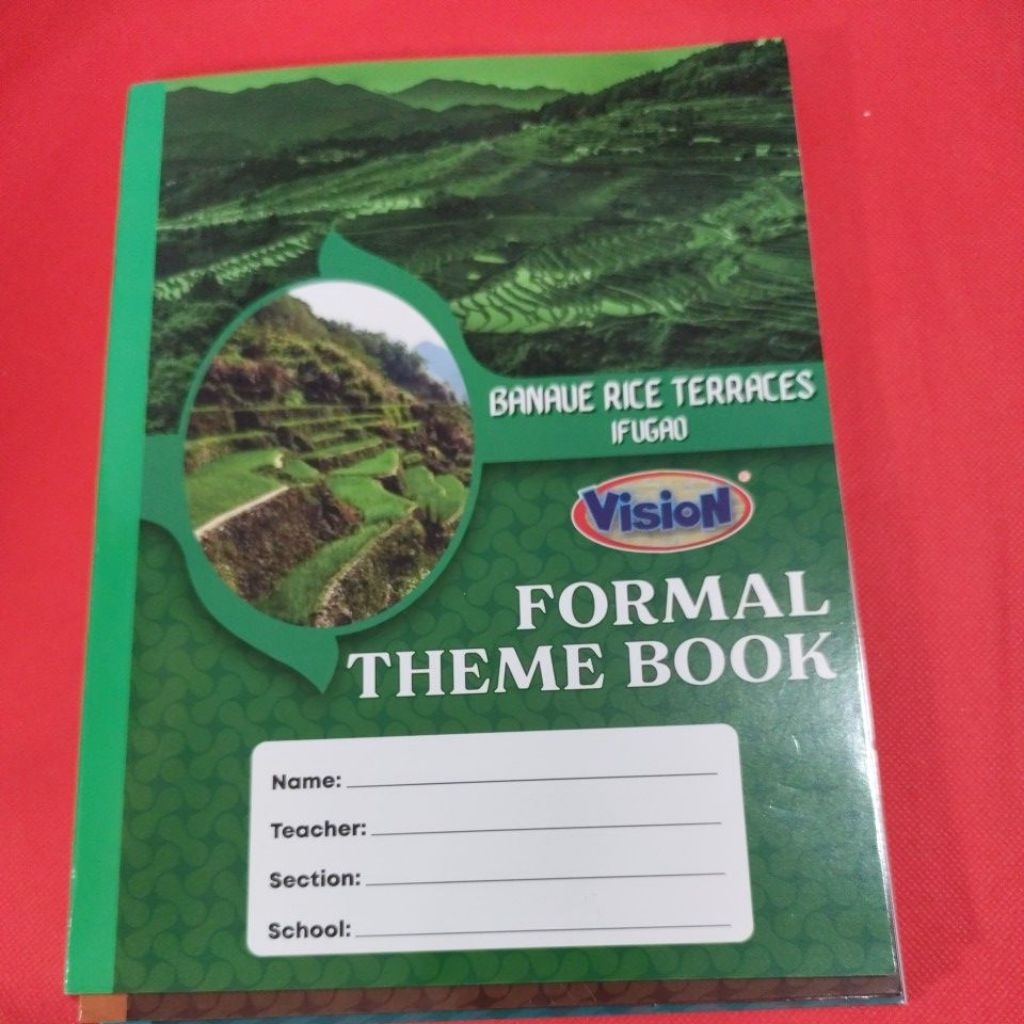 BANAUE RICE TERRACES
IFUGAO
VisioN
FORMAL
THEME BOOK
Name:
Teacher:
Section:
School: